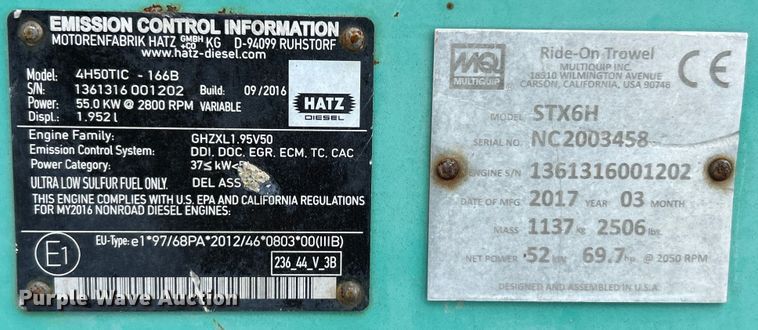 EMISSION CONTROL INFORMATION
MOTORENFABRIK HATZ GMBH +CO KG D-94099 RUHSTORF
www.hatz-diesel.com
Model: 4H50TIC - 166B
S/N: 1361316 001202 Build: 09/2016
Power: 55.0 KW @ 2800 RPM VARIABLE
Displ.: 1.952 l
HATZ
DIESEL
Engine Family: GHZXL1.95V50
Emission Control System: DDI, DOC, EGR, ECM, TC, CAC
Power Category: 37≤ kW<
ULTRA LOW SULFUR FUEL ONLY. DEL ASS
THIS ENGINE COMPLIES WITH U.S. EPA AND CALIFORNIA REGULATIONS
FOR MY2016 NONROAD DIESEL ENGINES.
E1
EU-Type: e1*97/68PA*2012/46*0803*00(IIIB)
236_44_V_3B
Purple Wave Auction
MQ
MULTIQUIP
Ride-On Trowel
MULTIQUIP INC.
18910 WILMINGTON AVENUE
CARSON, CALIFORNIA, USA 90746
CE
MODEL STX6H
SERIAL NO. NC2003458
ENGINE S/N 1361316001202
DATE OF MFG 2017 YEAR 03 MONTH
MASS 1137 kg 2506 lbs.
NET POWER 52 kW 69.7 hp @ 2050 RPM
DESIGNED AND ASSEMBLED IN U.S.A.